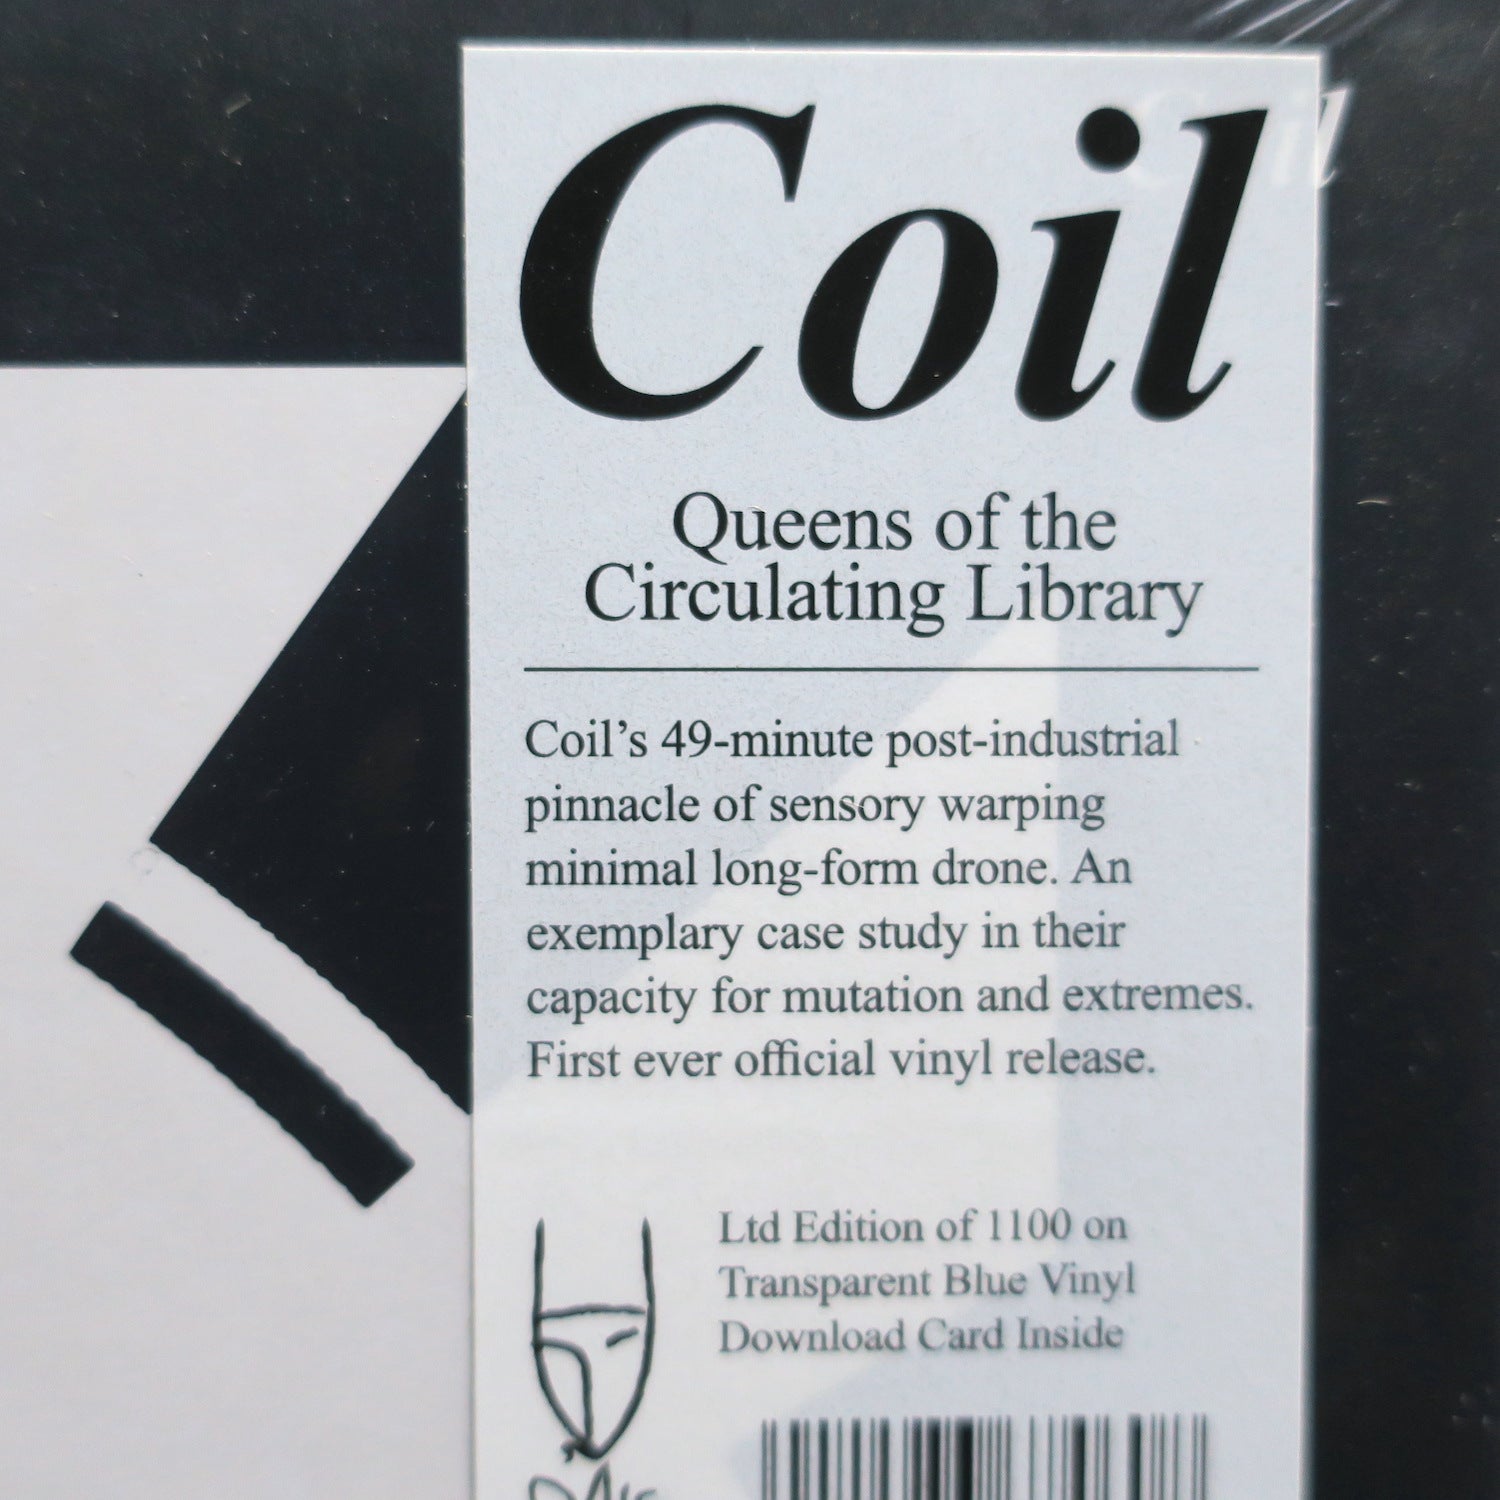 Coil
Queens of the
Circulating Library
Coil’s 49-minute post-industrial
pinnacle of sensory warping
minimal long-form drone. An
exemplary case study in their
capacity for mutation and extremes.
First ever official vinyl release.
Ltd Edition of 1100 on
Transparent Blue Vinyl
Download Card Inside